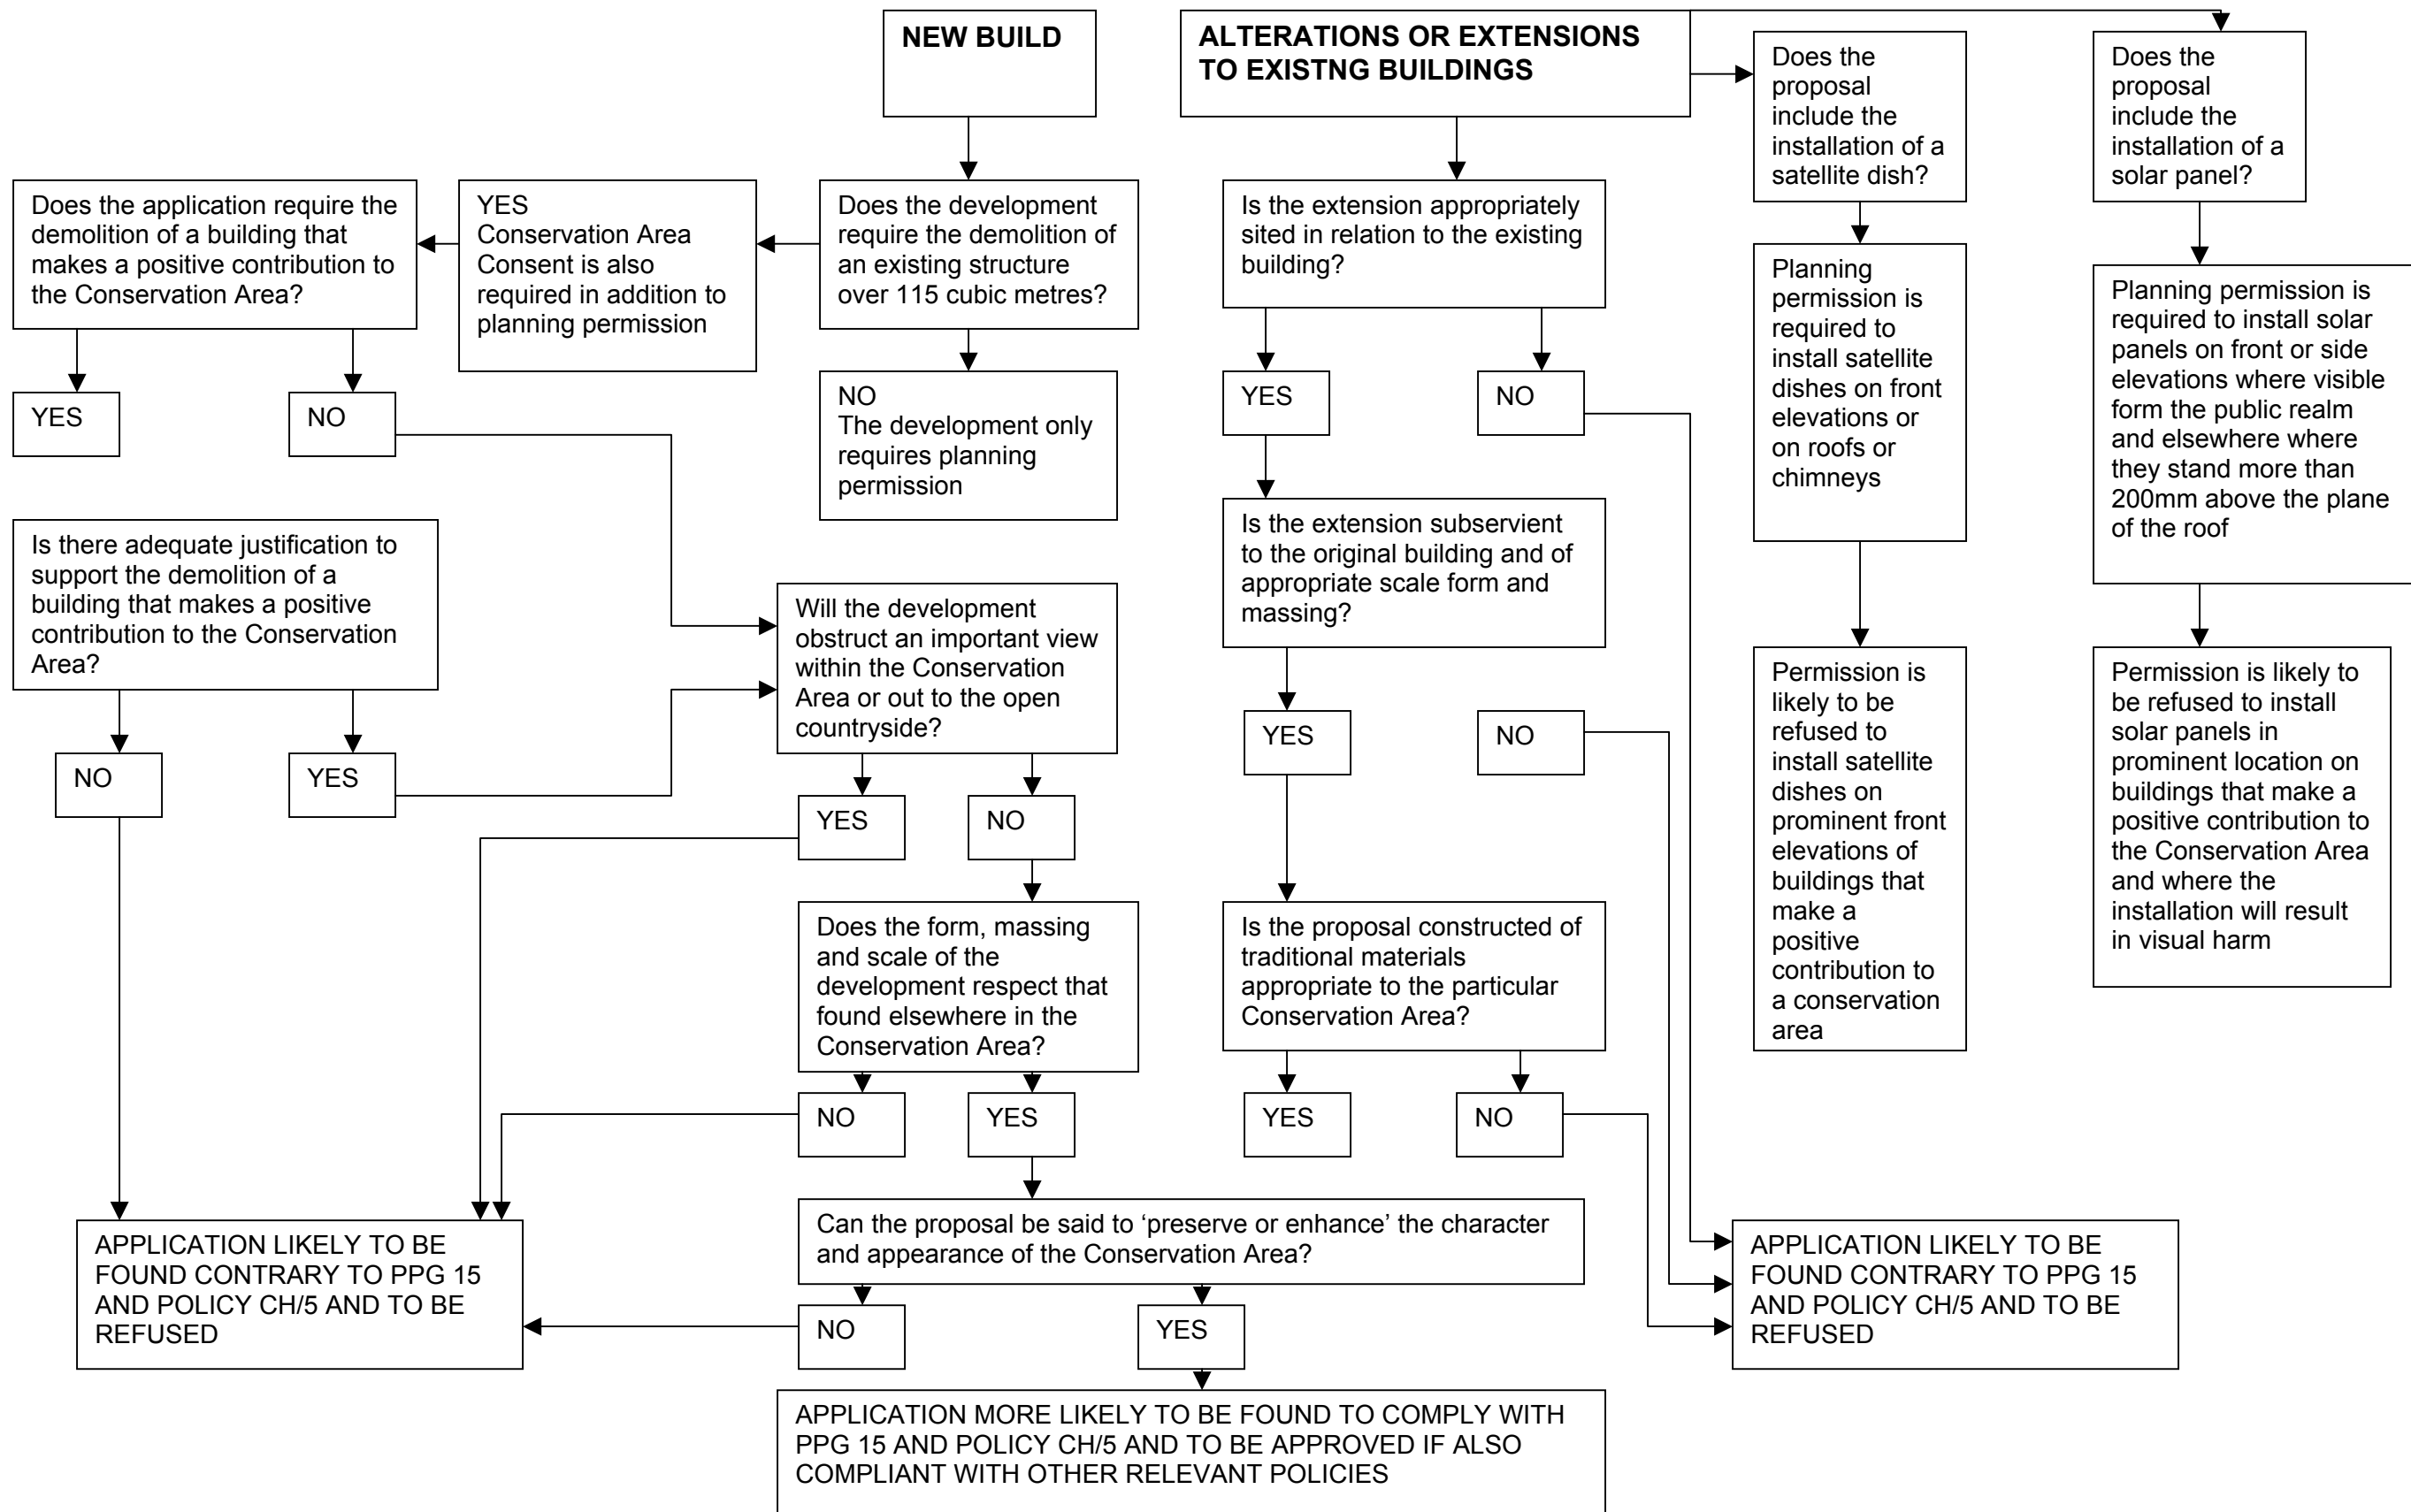 NEW BUILD
ALTERATIONS OR EXTENSIONS
TO EXISTNG BUILDINGS
Does the
proposal
include the
installation of a
satellite dish?
Does the
proposal
include the
installation of a
solar panel?
Does the application require the
demolition of a building that
makes a positive contribution to
the Conservation Area?
YES
Conservation Area
Consent is also
required in addition to
planning permission
Does the development
require the demolition of
an existing structure
over 115 cubic metres?
Is the extension appropriately
sited in relation to the existing
building?
Planning
permission is
required to
install satellite
dishes on front
elevations or
on roofs or
chimneys
Planning permission is
required to install solar
panels on front or side
elevations where visible
form the public realm
and elsewhere where
they stand more than
200mm above the plane
of the roof
YES
NO
NO
The development only
requires planning
permission
YES
NO
Is there adequate justification to
support the demolition of a
building that makes a positive
contribution to the Conservation
Area?
Will the development
obstruct an important view
within the Conservation
Area or out to the open
countryside?
Is the extension subservient
to the original building and of
appropriate scale form and
massing?
Permission is
likely to be
refused to
install satellite
dishes on
prominent front
elevations of
buildings that
make a
positive
contribution to
a conservation
area
Permission is likely to
be refused to install
solar panels in
prominent location on
buildings that make a
positive contribution to
the Conservation Area
and where the
installation will result
in visual harm
NO
YES
YES
NO
YES
NO
Does the form, massing
and scale of the
development respect that
found elsewhere in the
Conservation Area?
Is the proposal constructed of
traditional materials
appropriate to the particular
Conservation Area?
NO
YES
YES
NO
Can the proposal be said to ‘preserve or enhance’ the character
and appearance of the Conservation Area?
APPLICATION LIKELY TO BE
FOUND CONTRARY TO PPG 15
AND POLICY CH/5 AND TO BE
REFUSED
NO
YES
APPLICATION LIKELY TO BE
FOUND CONTRARY TO PPG 15
AND POLICY CH/5 AND TO BE
REFUSED
APPLICATION MORE LIKELY TO BE FOUND TO COMPLY WITH
PPG 15 AND POLICY CH/5 AND TO BE APPROVED IF ALSO
COMPLIANT WITH OTHER RELEVANT POLICIES